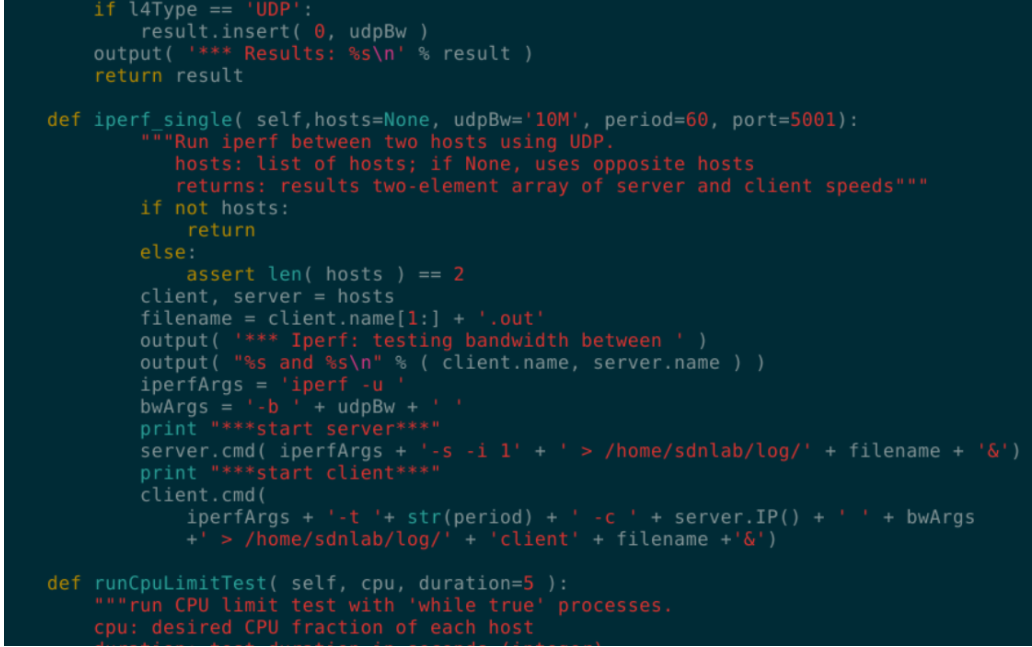 if l4Type == 'UDP':
result.insert( 0, udpBw )
output( '*** Results: %s\n' % result )
return result
def iperf_single( self,hosts=None, udpBw='10M', period=60, port=5001):
"""Run iperf between two hosts using UDP.
hosts: list of hosts; if None, uses opposite hosts
returns: results two-element array of server and client speeds"""
if not hosts:
return
else:
assert len( hosts ) == 2
client, server = hosts
filename = client.name[1:] + '.out'
output( '*** Iperf: testing bandwidth between ' )
output( "%s and %s\n" % ( client.name, server.name ) )
iperfArgs = 'iperf -u '
bwArgs = '-b ' + udpBw + ' '
print "***start server***"
server.cmd( iperfArgs + '-s -i 1' + ' > /home/sdnlab/log/' + filename + '&')
print "***start client***"
client.cmd(
iperfArgs + '-t '+ str(period) + ' -c ' + server.IP() + ' ' + bwArgs
+' > /home/sdnlab/log/' + 'client' + filename +'&')
def runCpuLimitTest( self, cpu, duration=5 ):
"""run CPU limit test with 'while true' processes.
cpu: desired CPU fraction of each host
duration: test duration in seconds (integer)